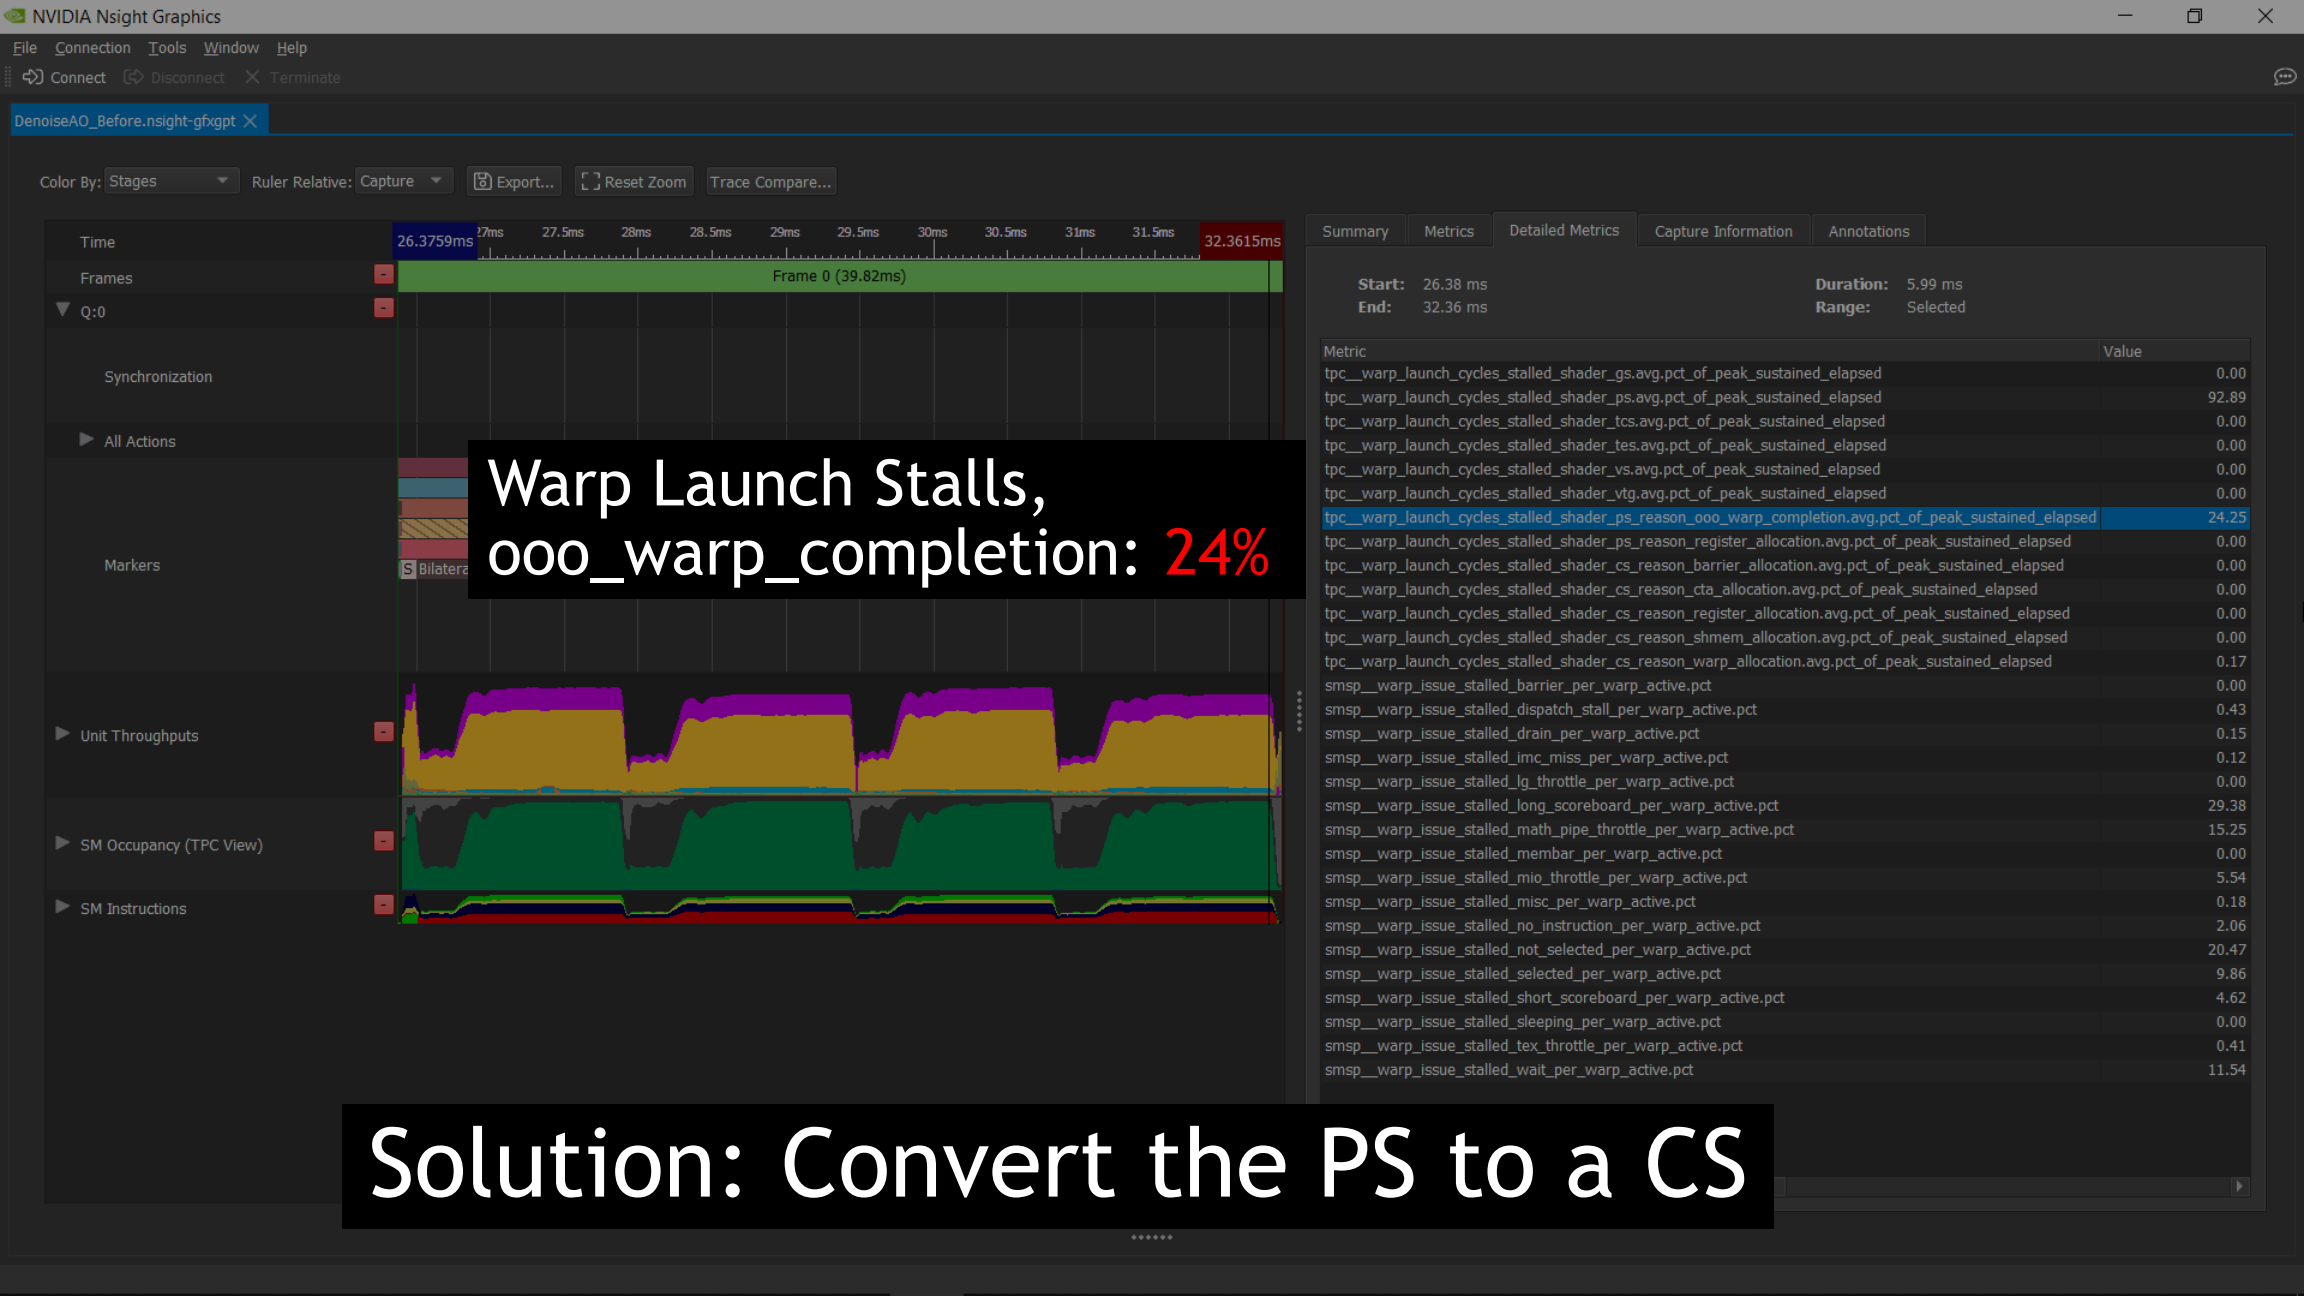 NVIDIA Nsight Graphics
File Connection Tools Window Help
Connect Disconnect Terminate
DenoiseAO_Before.nsight-gfxgpt
Color By: Stages Ruler Relative: Capture Export... Reset Zoom Trace Compare...
Time 26.3759ms 27ms 27.5ms 28ms 28.5ms 29ms 29.5ms 30ms 30.5ms 31ms 31.5ms 32.3615ms
Frames - Frame 0 (39.82ms)
Q:0 -
Synchronization
All Actions
Markers
S Bilatera
Unit Throughputs -
SM Occupancy (TPC View) -
SM Instructions -
Warp Launch Stalls,
ooo_warp_completion: 24%
Summary Metrics Detailed Metrics Capture Information Annotations
Start: 26.38 ms Duration: 5.99 ms
End: 32.36 ms Range: Selected
Metric Value
tpc__warp_launch_cycles_stalled_shader_gs.avg.pct_of_peak_sustained_elapsed 0.00
tpc__warp_launch_cycles_stalled_shader_ps.avg.pct_of_peak_sustained_elapsed 92.89
tpc__warp_launch_cycles_stalled_shader_tcs.avg.pct_of_peak_sustained_elapsed 0.00
tpc__warp_launch_cycles_stalled_shader_tes.avg.pct_of_peak_sustained_elapsed 0.00
tpc__warp_launch_cycles_stalled_shader_vs.avg.pct_of_peak_sustained_elapsed 0.00
tpc__warp_launch_cycles_stalled_shader_vtg.avg.pct_of_peak_sustained_elapsed 0.00
tpc__warp_launch_cycles_stalled_shader_ps_reason_ooo_warp_completion.avg.pct_of_peak_sustained_elapsed 24.25
tpc__warp_launch_cycles_stalled_shader_ps_reason_register_allocation.avg.pct_of_peak_sustained_elapsed 0.00
tpc__warp_launch_cycles_stalled_shader_cs_reason_barrier_allocation.avg.pct_of_peak_sustained_elapsed 0.00
tpc__warp_launch_cycles_stalled_shader_cs_reason_cta_allocation.avg.pct_of_peak_sustained_elapsed 0.00
tpc__warp_launch_cycles_stalled_shader_cs_reason_register_allocation.avg.pct_of_peak_sustained_elapsed 0.00
tpc__warp_launch_cycles_stalled_shader_cs_reason_shmem_allocation.avg.pct_of_peak_sustained_elapsed 0.00
tpc__warp_launch_cycles_stalled_shader_cs_reason_warp_allocation.avg.pct_of_peak_sustained_elapsed 0.17
smsp__warp_issue_stalled_barrier_per_warp_active.pct 0.00
smsp__warp_issue_stalled_dispatch_stall_per_warp_active.pct 0.43
smsp__warp_issue_stalled_drain_per_warp_active.pct 0.15
smsp__warp_issue_stalled_imc_miss_per_warp_active.pct 0.12
smsp__warp_issue_stalled_lg_throttle_per_warp_active.pct 0.00
smsp__warp_issue_stalled_long_scoreboard_per_warp_active.pct 29.38
smsp__warp_issue_stalled_math_pipe_throttle_per_warp_active.pct 15.25
smsp__warp_issue_stalled_membar_per_warp_active.pct 0.00
smsp__warp_issue_stalled_mio_throttle_per_warp_active.pct 5.54
smsp__warp_issue_stalled_misc_per_warp_active.pct 0.18
smsp__warp_issue_stalled_no_instruction_per_warp_active.pct 2.06
smsp__warp_issue_stalled_not_selected_per_warp_active.pct 20.47
smsp__warp_issue_stalled_selected_per_warp_active.pct 9.86
smsp__warp_issue_stalled_short_scoreboard_per_warp_active.pct 4.62
smsp__warp_issue_stalled_sleeping_per_warp_active.pct 0.00
smsp__warp_issue_stalled_tex_throttle_per_warp_active.pct 0.41
smsp__warp_issue_stalled_wait_per_warp_active.pct 11.54
Solution: Convert the PS to a CS